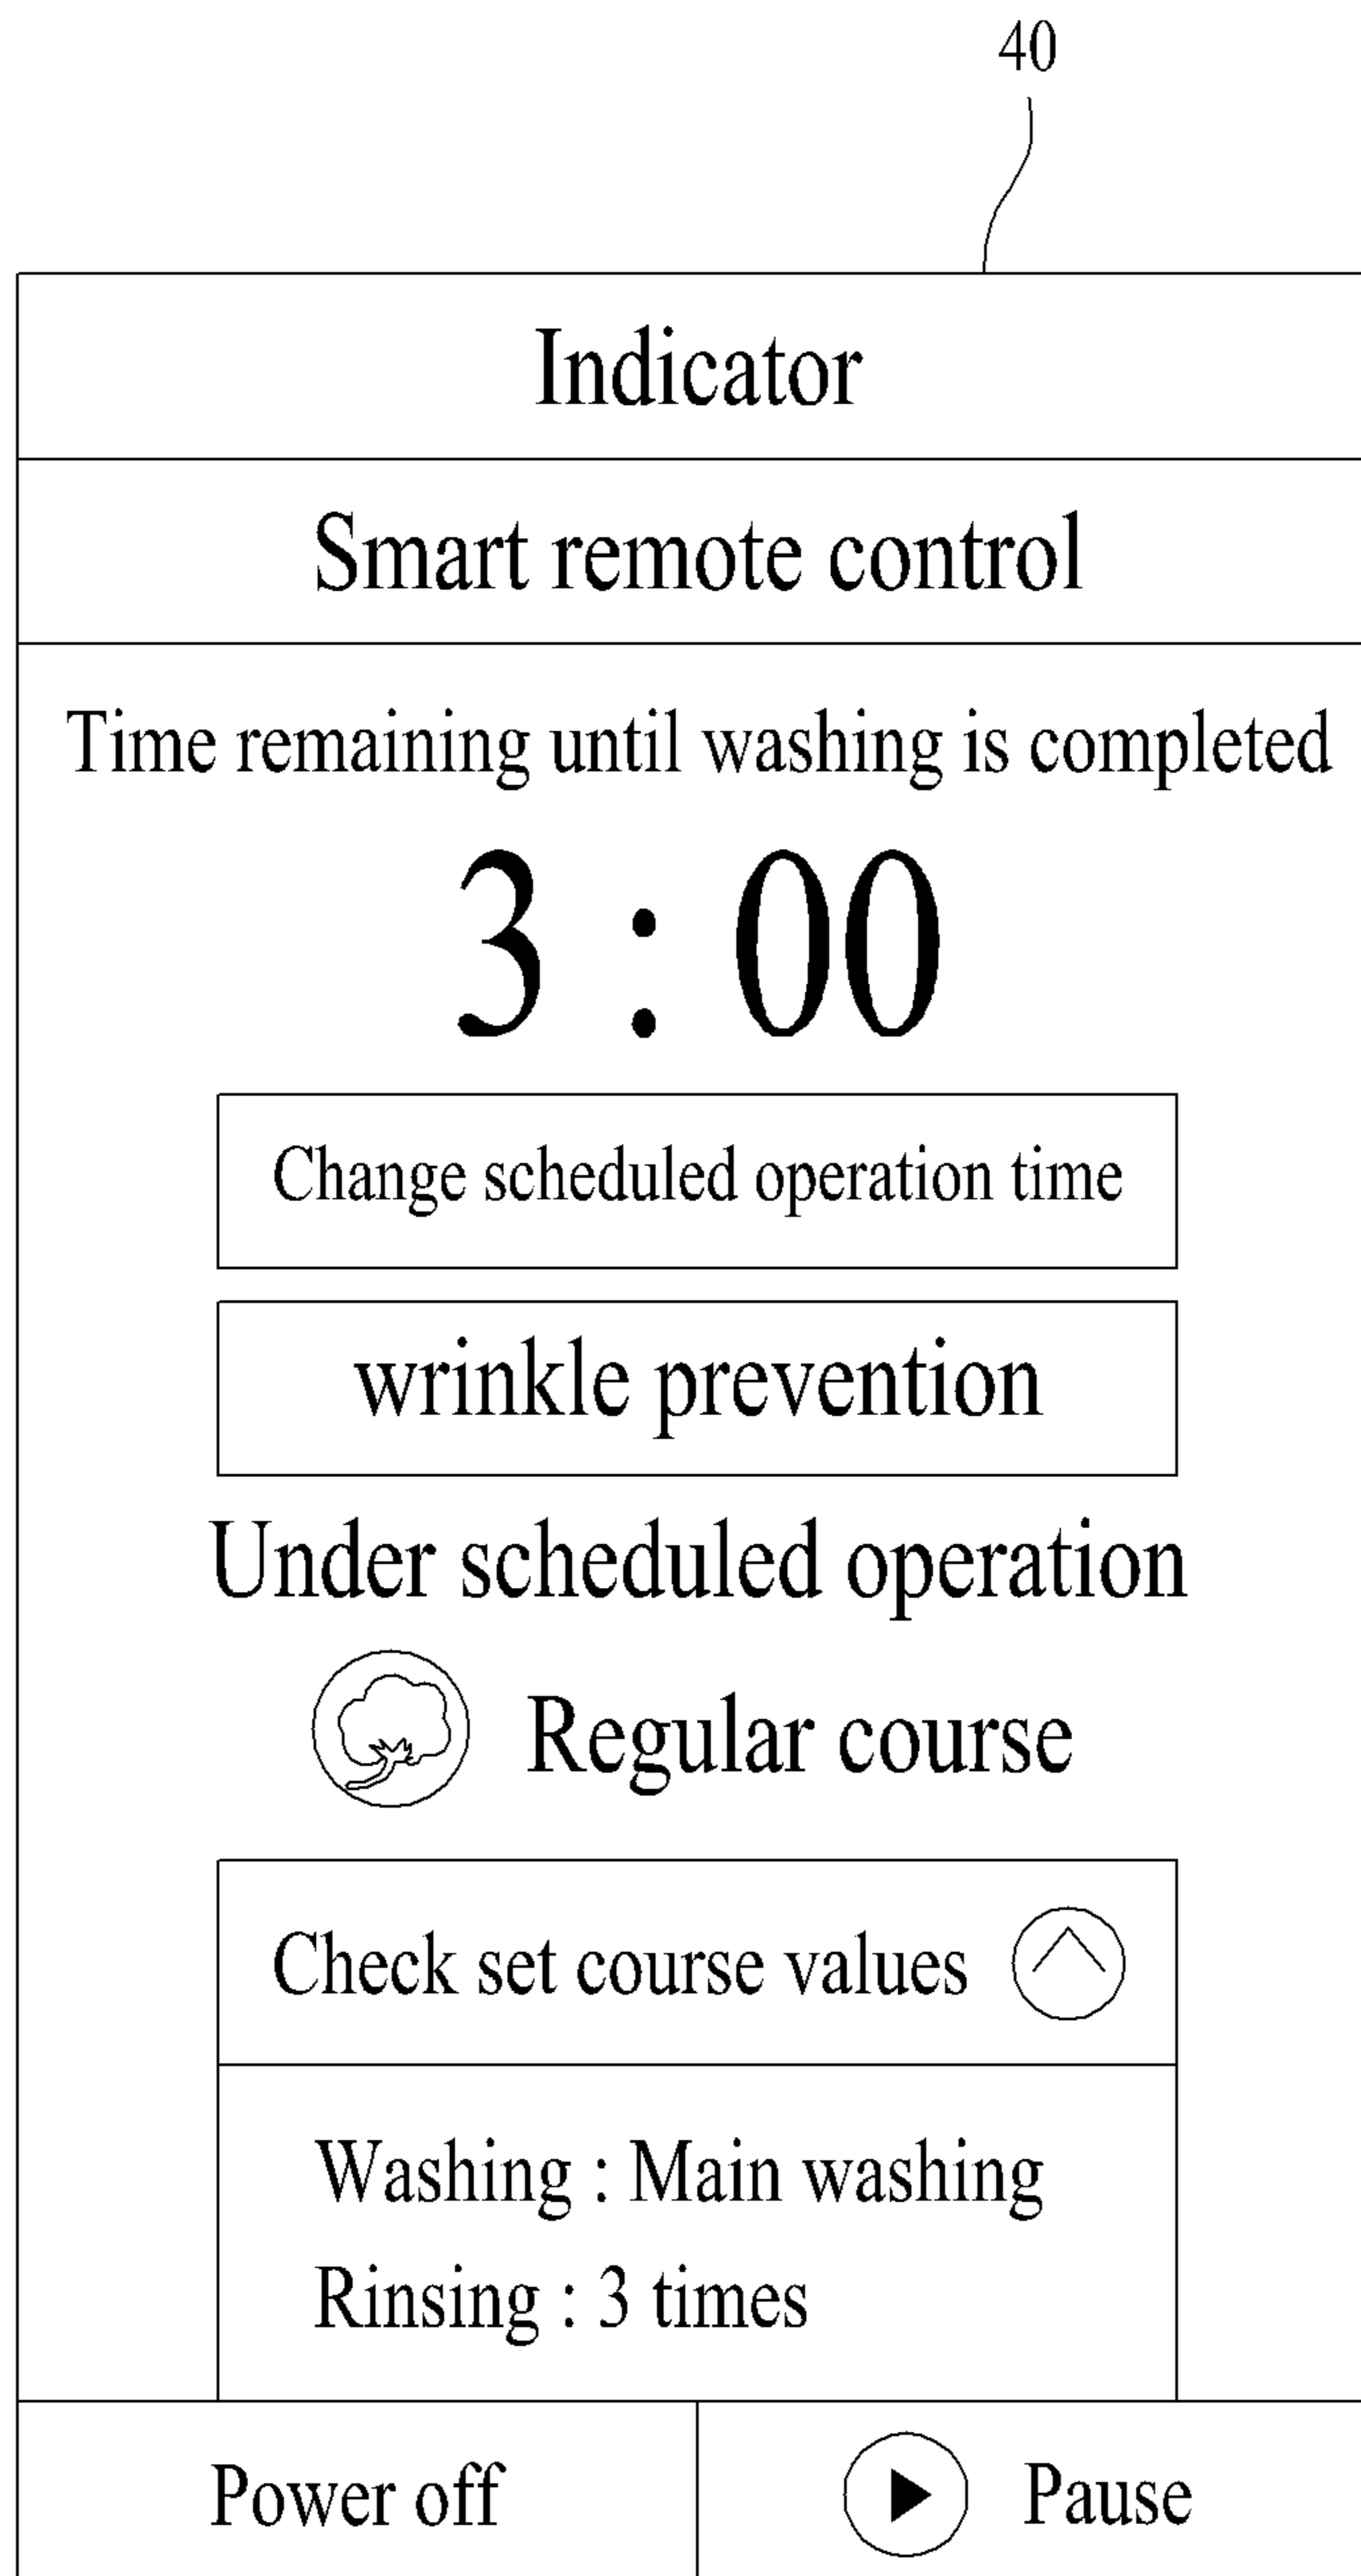 40
Indicator
Smart remote control
Time remaining until washing is completed
3 : 00
Change scheduled operation time
wrinkle prevention
Under scheduled operation
Regular course
Check set course values
Washing : Main washing
Rinsing : 3 times
Power off
Pause